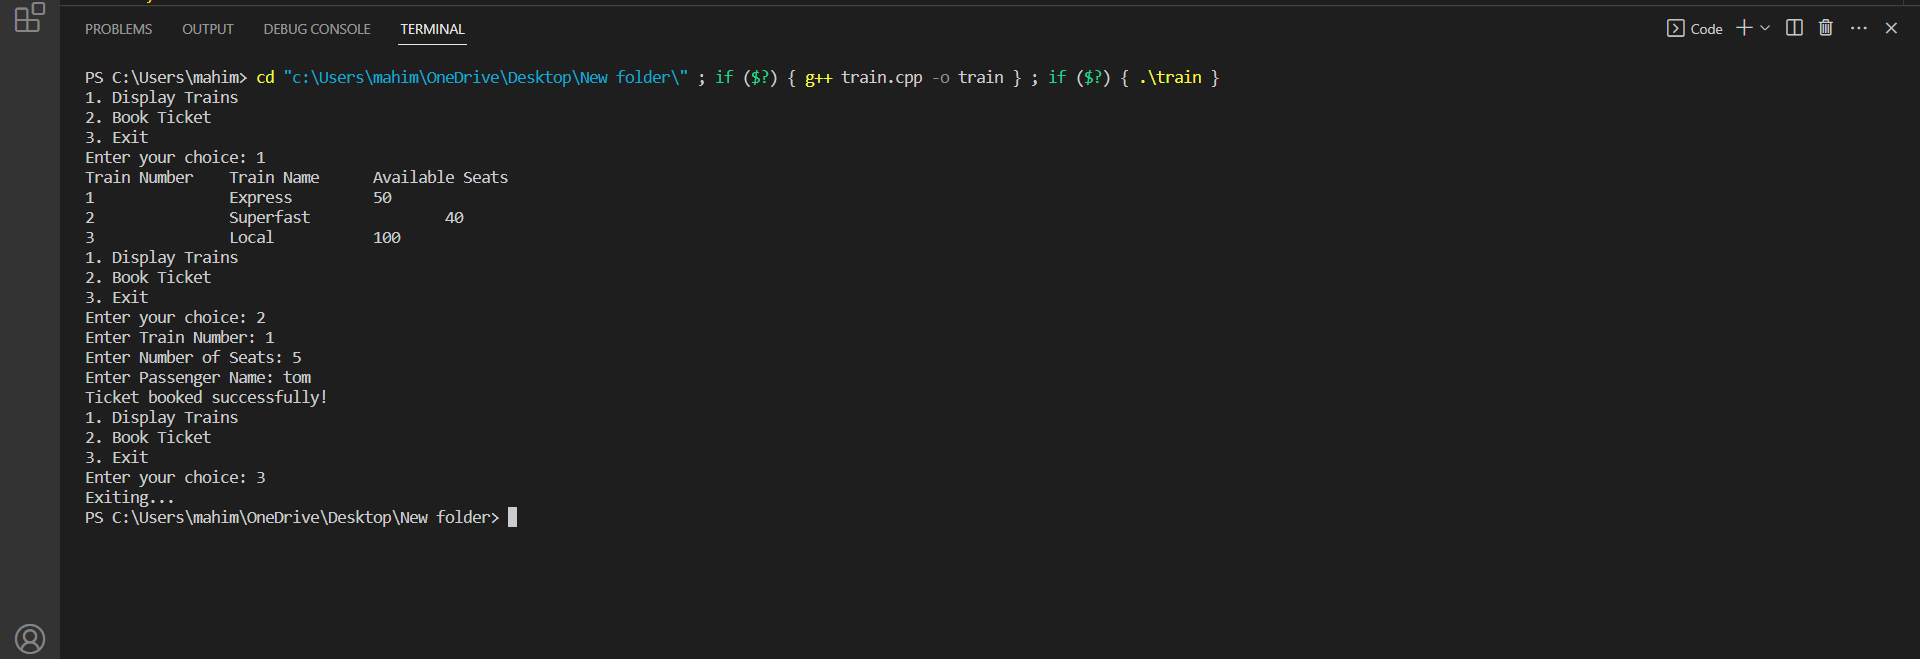 PROBLEMS OUTPUT DEBUG CONSOLE TERMINAL Code
PS C:\Users\mahim> cd "c:\Users\mahim\OneDrive\Desktop\New folder\" ; if ($?) { g++ train.cpp -o train } ; if ($?) { .\train }
1. Display Trains
2. Book Ticket
3. Exit
Enter your choice: 1
Train Number    Train Name      Available Seats
1               Express         50
2               Superfast               40
3               Local           100
1. Display Trains
2. Book Ticket
3. Exit
Enter your choice: 2
Enter Train Number: 1
Enter Number of Seats: 5
Enter Passenger Name: tom
Ticket booked successfully!
1. Display Trains
2. Book Ticket
3. Exit
Enter your choice: 3
Exiting...
PS C:\Users\mahim\OneDrive\Desktop\New folder>